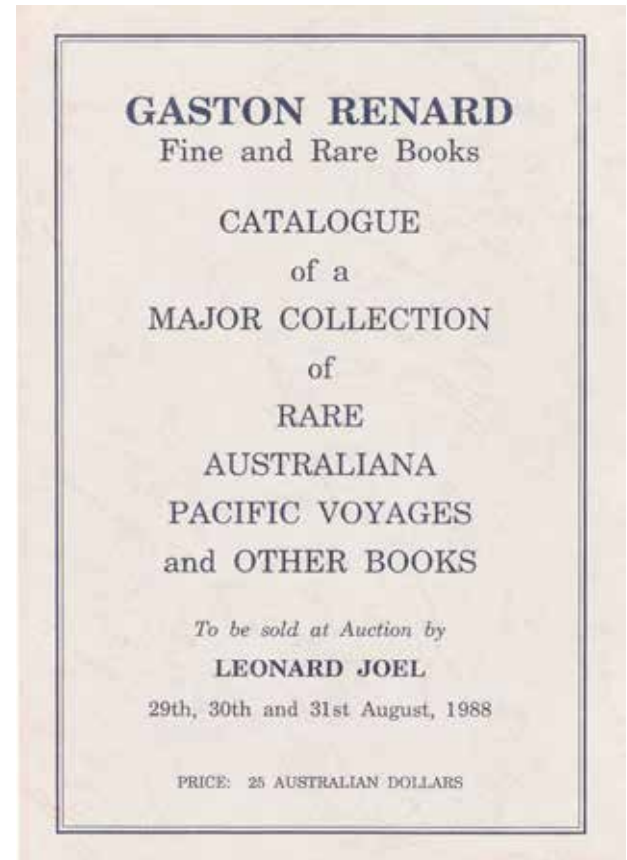 GASTON RENARD
Fine and Rare Books
CATALOGUE
of a
MAJOR COLLECTION
of
RARE
AUSTRALIANA
PACIFIC VOYAGES
and OTHER BOOKS
To be sold at Auction by
LEONARD JOEL
29th, 30th and 31st August, 1988
PRICE: 25 AUSTRALIAN DOLLARS